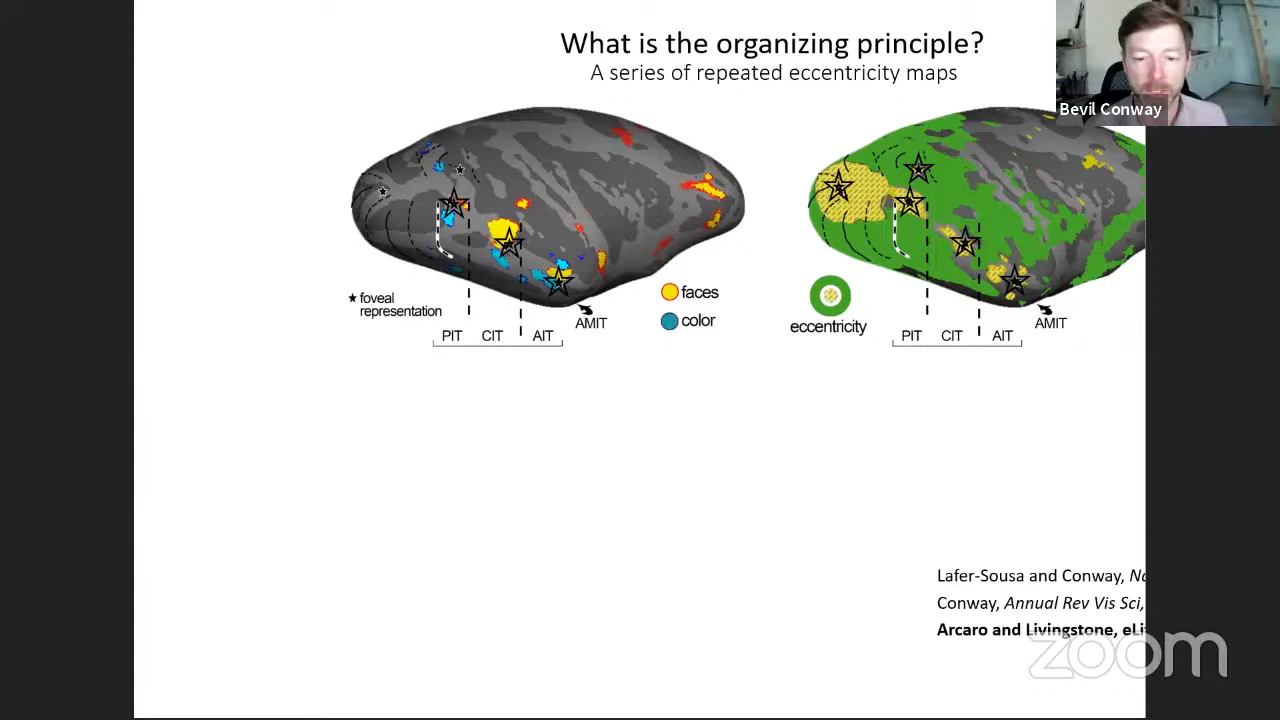 What is the organizing principle?
A series of repeated eccentricity maps
Bevil Conway
★ foveal
representation
faces
color
AMIT
PIT CIT AIT
eccentricity
AMIT
PIT CIT AIT
Lafer-Sousa and Conway,
Conway, Annual Rev Vis Sci,
Arcaro and Livingstone,
zoom